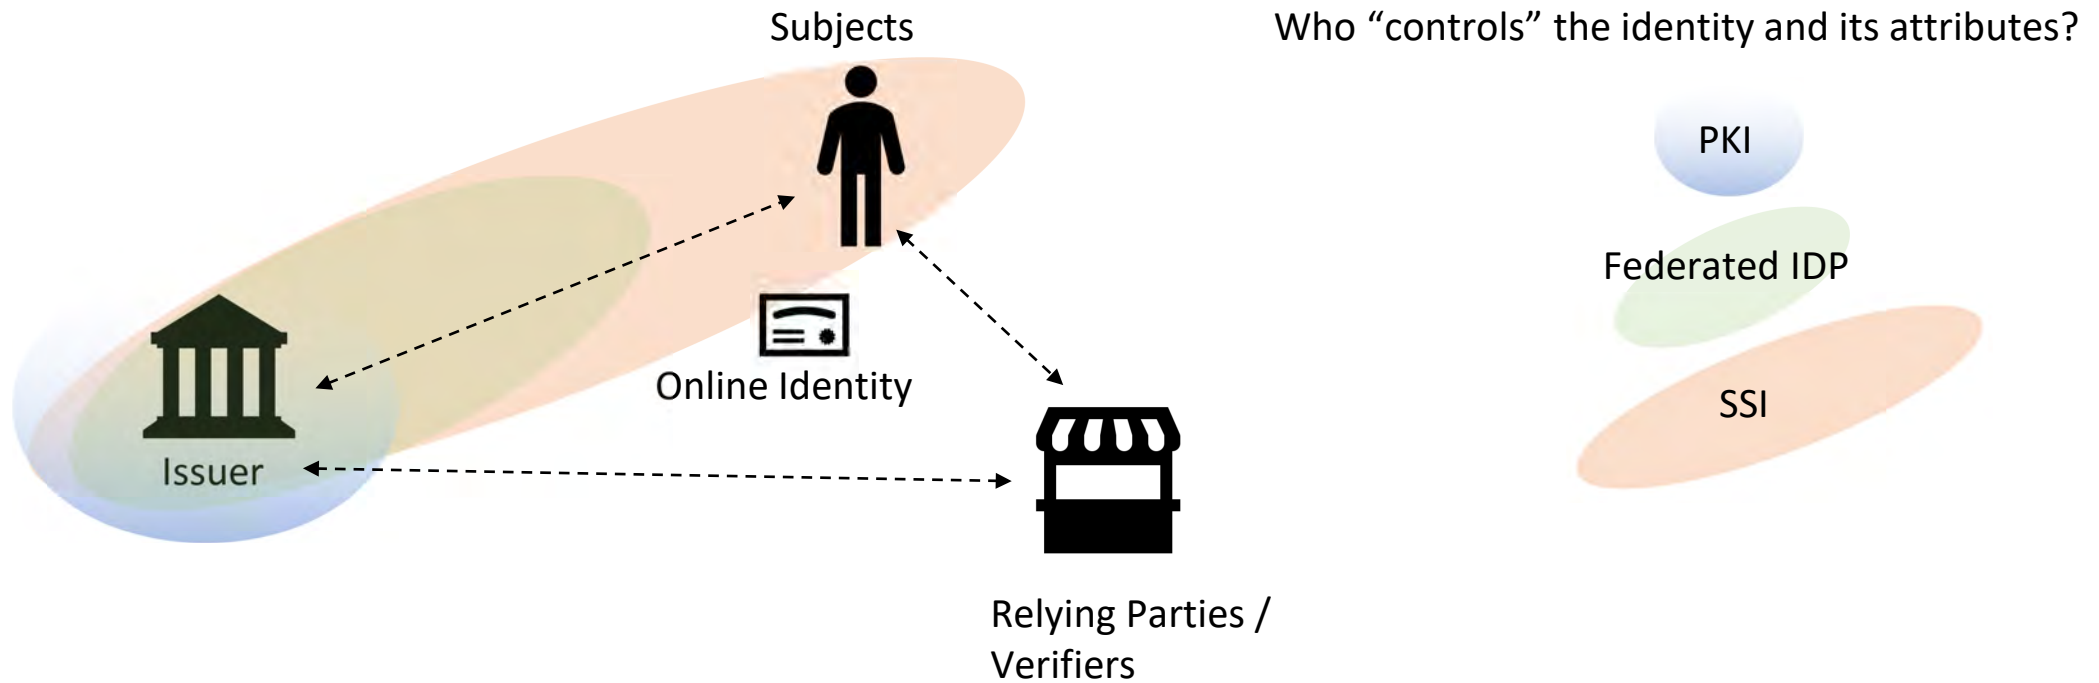 Subjects
Who “controls” the identity and its attributes?
PKI
Federated IDP
SSI
Online Identity
Issuer
Relying Parties /
Verifiers